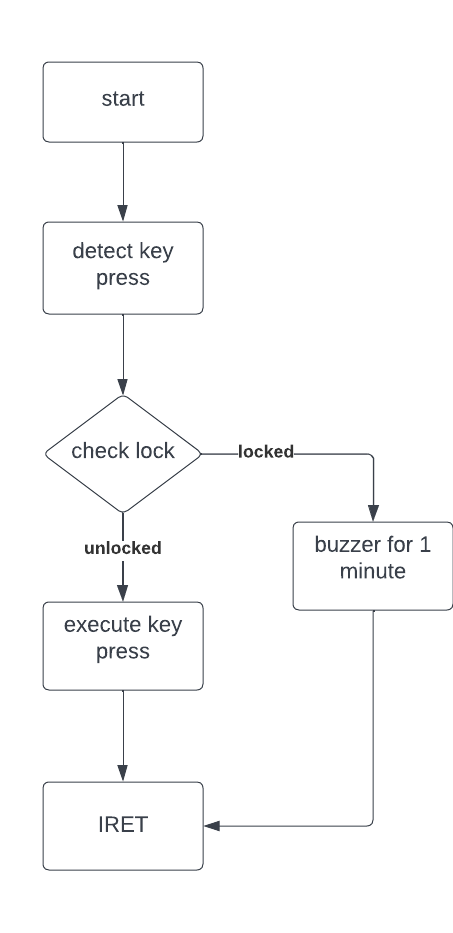 start
detect key
press
check lock
locked
buzzer for 1
minute
unlocked
execute key
press
IRET